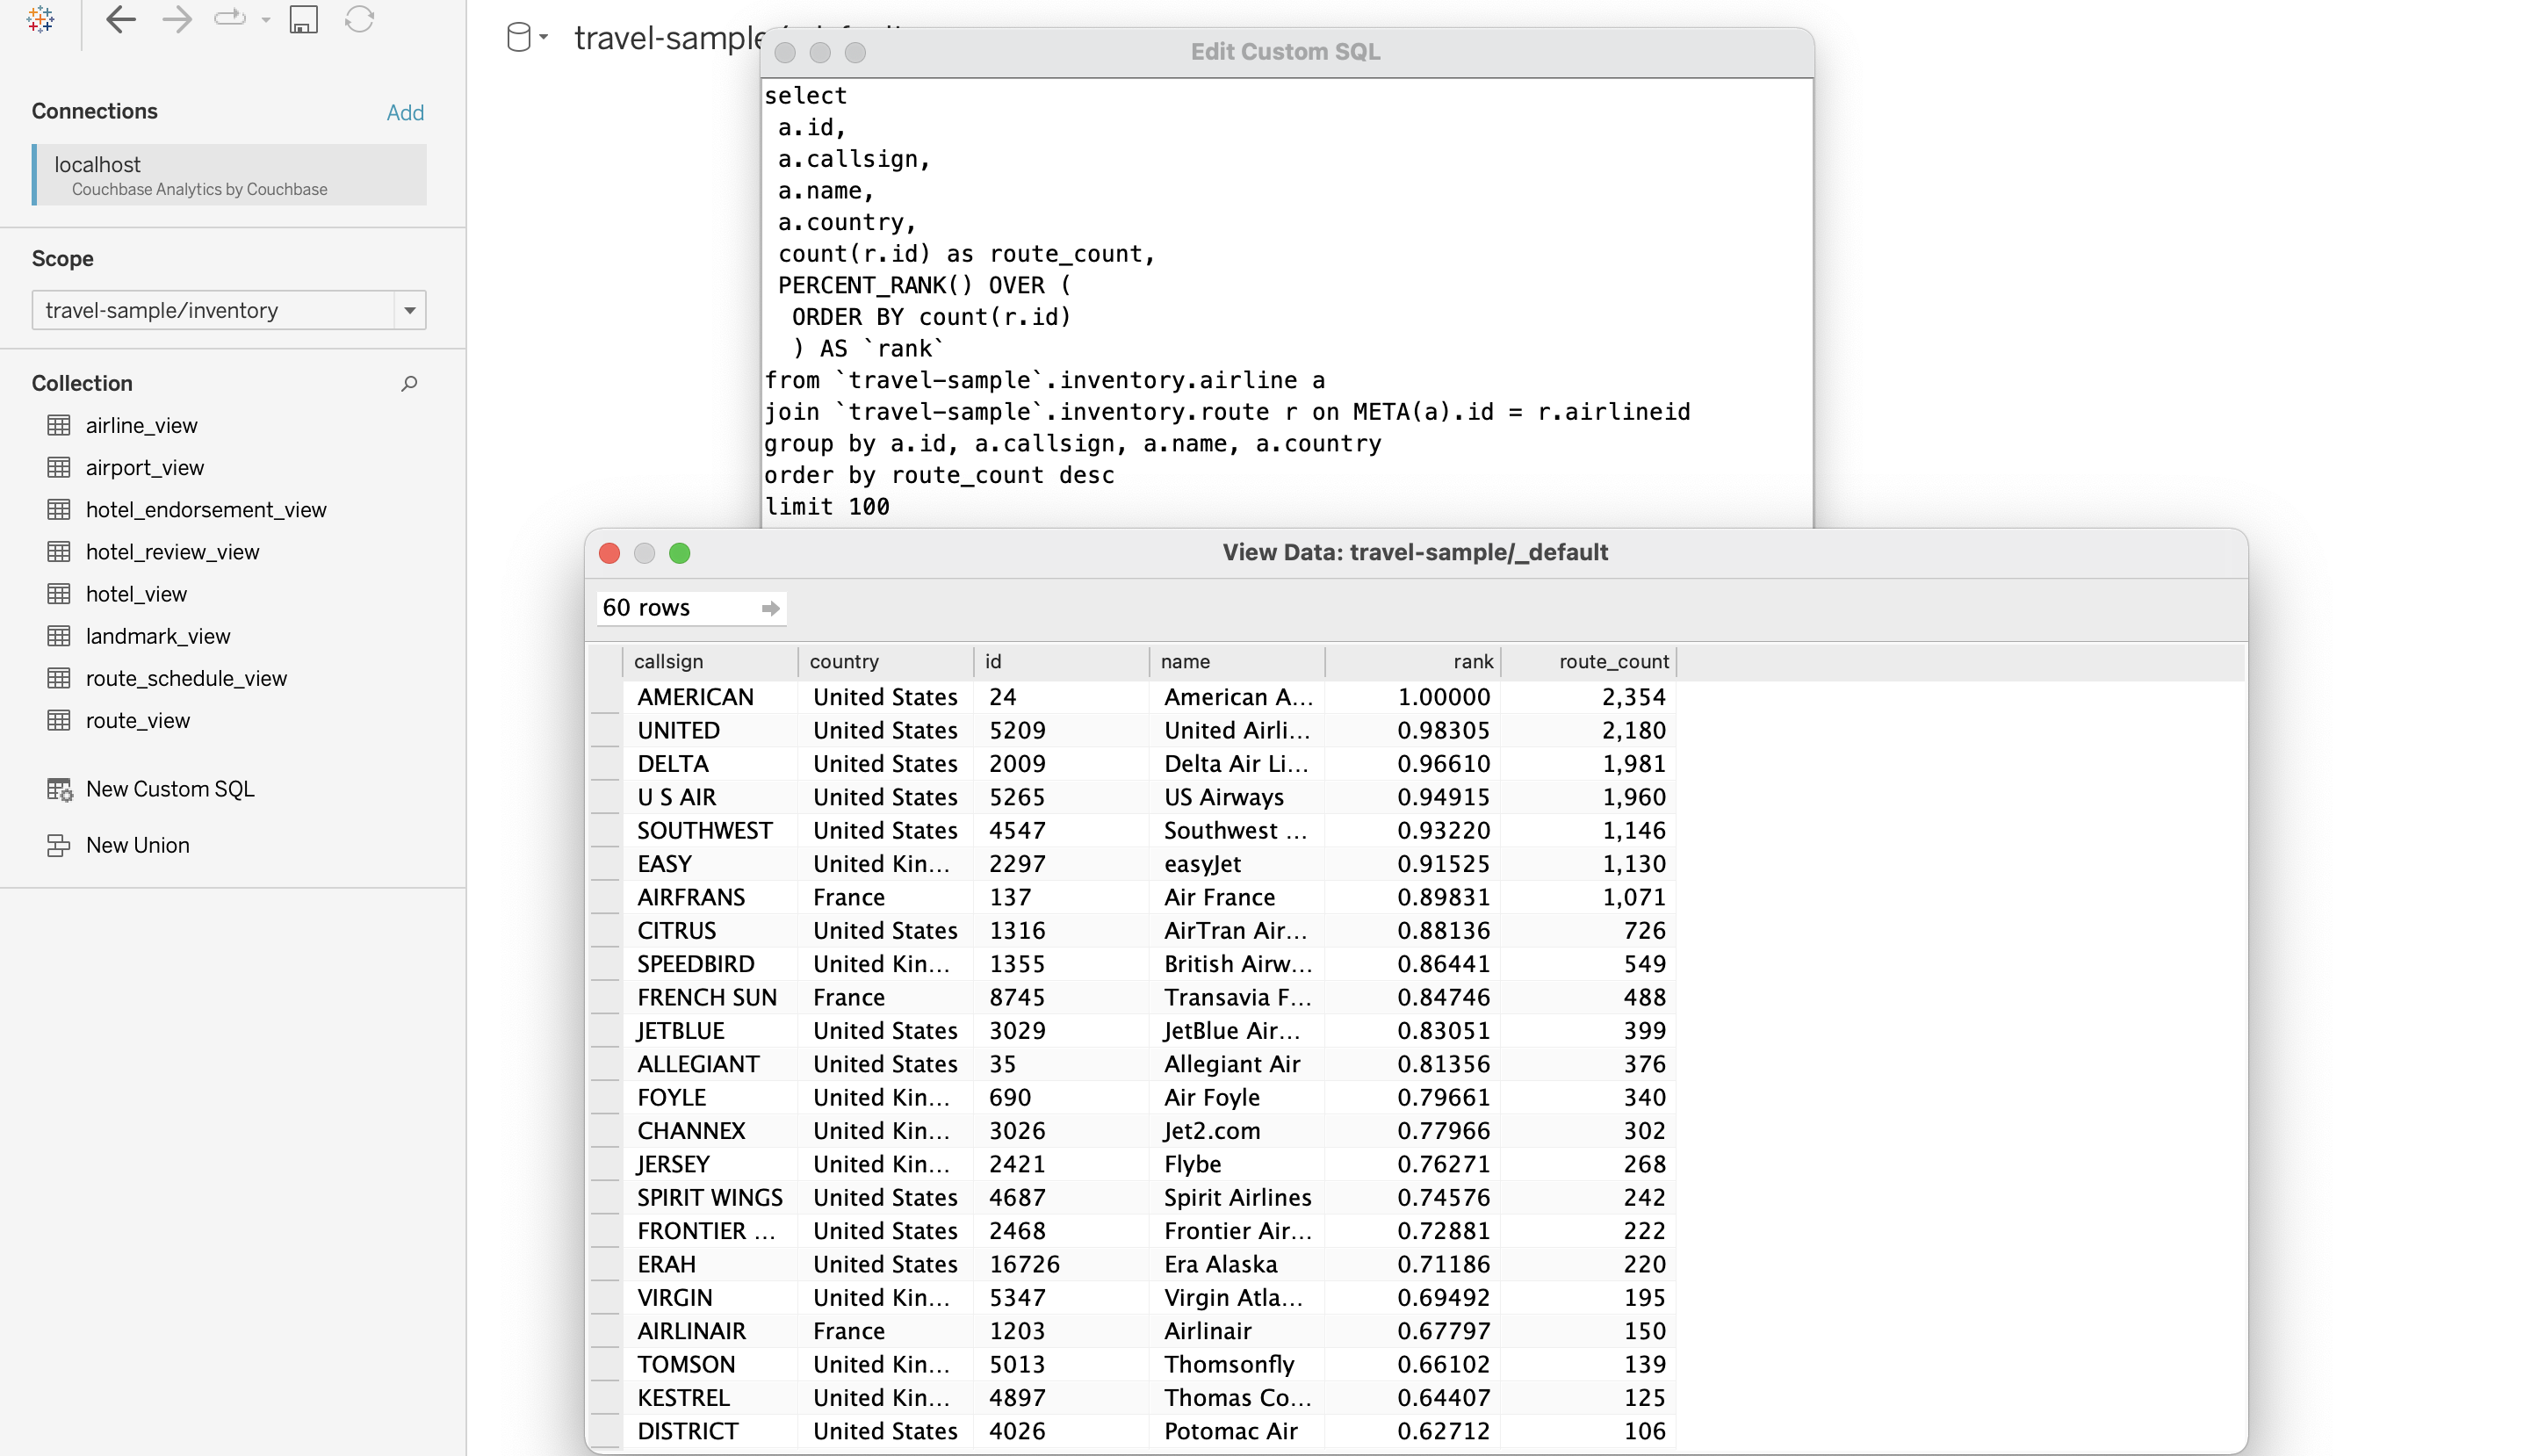 travel-sample
Edit Custom SQL
Connections
Add
localhost
Couchbase Analytics by Couchbase
Scope
travel-sample/inventory
Collection
airline_view
airport_view
hotel_endorsement_view
hotel_review_view
hotel_view
landmark_view
route_schedule_view
route_view
New Custom SQL
New Union
select
a.id,
a.callsign,
a.name,
a.country,
count(r.id) as route_count,
PERCENT_RANK() OVER (
ORDER BY count(r.id)
) AS `rank`
from `travel-sample`.inventory.airline a
join `travel-sample`.inventory.route r on META(a).id = r.airlineid
group by a.id, a.callsign, a.name, a.country
order by route_count desc
limit 100
View Data: travel-sample/_default
60 rows
callsign country id name rank route_count
AMERICAN United States 24 American A... 1.00000 2,354
UNITED United States 5209 United Airli... 0.98305 2,180
DELTA United States 2009 Delta Air Li... 0.96610 1,981
U S AIR United States 5265 US Airways 0.94915 1,960
SOUTHWEST United States 4547 Southwest ... 0.93220 1,146
EASY United Kin... 2297 easyJet 0.91525 1,130
AIRFRANS France 137 Air France 0.89831 1,071
CITRUS United States 1316 AirTran Air... 0.88136 726
SPEEDBIRD United Kin... 1355 British Airw... 0.86441 549
FRENCH SUN France 8745 Transavia F... 0.84746 488
JETBLUE United States 3029 JetBlue Air... 0.83051 399
ALLEGIANT United States 35 Allegiant Air 0.81356 376
FOYLE United Kin... 690 Air Foyle 0.79661 340
CHANNEX United Kin... 3026 Jet2.com 0.77966 302
JERSEY United Kin... 2421 Flybe 0.76271 268
SPIRIT WINGS United States 4687 Spirit Airlines 0.74576 242
FRONTIER ... United States 2468 Frontier Air... 0.72881 222
ERAH United States 16726 Era Alaska 0.71186 220
VIRGIN United Kin... 5347 Virgin Atla... 0.69492 195
AIRLINAIR France 1203 Airlinair 0.67797 150
TOMSON United Kin... 5013 Thomsonfly 0.66102 139
KESTREL United Kin... 4897 Thomas Co... 0.64407 125
DISTRICT United States 4026 Potomac Air 0.62712 106